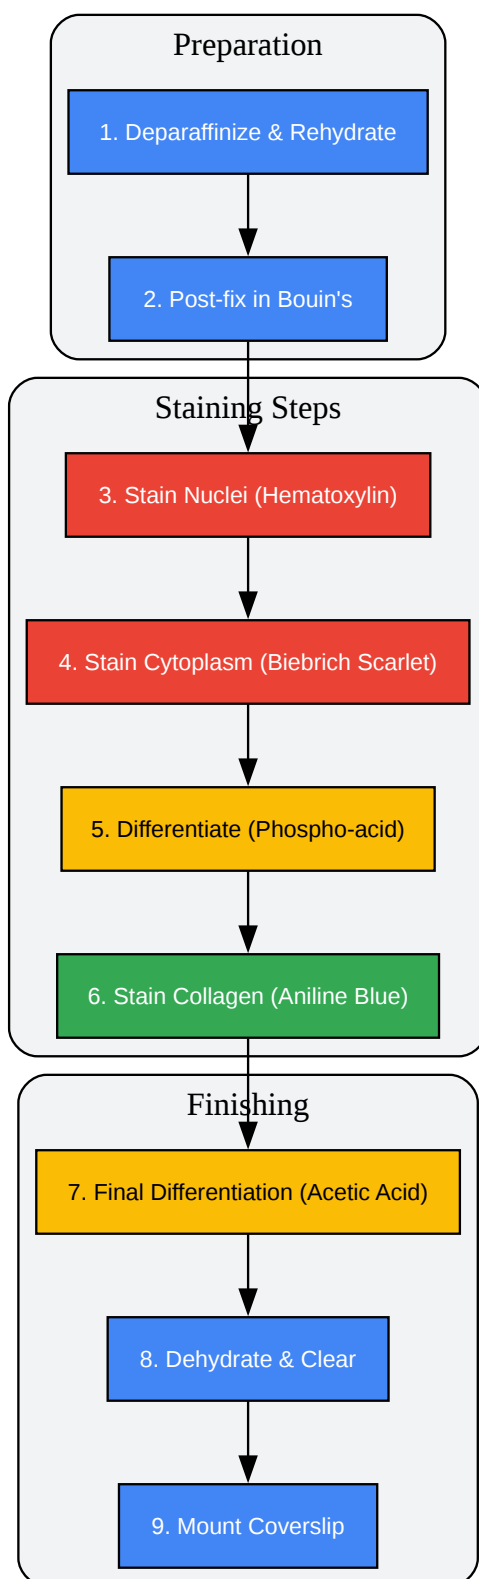 Preparation
1. Deparaffinize & Rehydrate
2. Post-fix in Bouin's
Staining Steps
3. Stain Nuclei (Hematoxylin)
4. Stain Cytoplasm (Biebrich Scarlet)
5. Differentiate (Phospho-acid)
6. Stain Collagen (Aniline Blue)
Finishing
7. Final Differentiation (Acetic Acid)
8. Dehydrate & Clear
9. Mount Coverslip